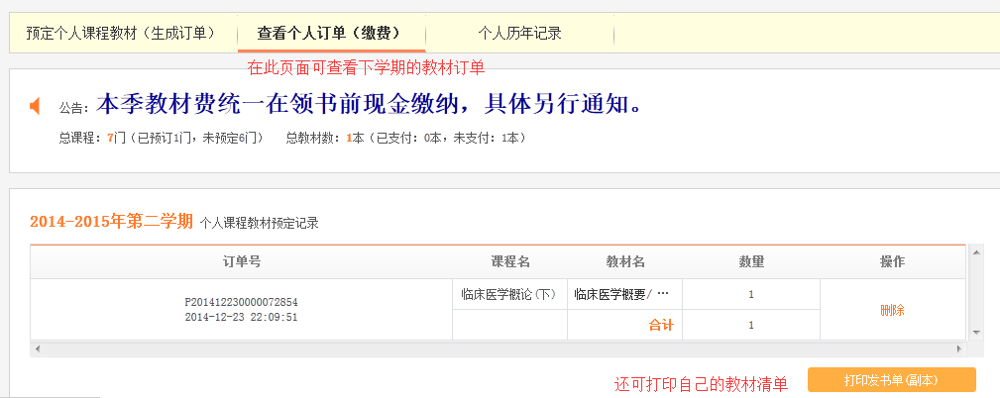 预定个人课程教材（生成订单） 查看个人订单（缴费） 个人历年记录
在此页面可查看下学期的教材订单
公告: 本季教材费统一在领书前现金缴纳，具体另行通知。
总课程：7门（已预订1门，未预定6门） 总教材数：1本（已支付：0本，未支付：1本）
2014-2015年第二学期 个人课程教材预定记录
订单号 课程名 教材名 数量 操作
P201412230000072854
2014-12-23 22:09:51
临床医学概论(下) 临床医学概要/ … 1
合计 1
删除
还可打印自己的教材清单 打印发书单(副本)